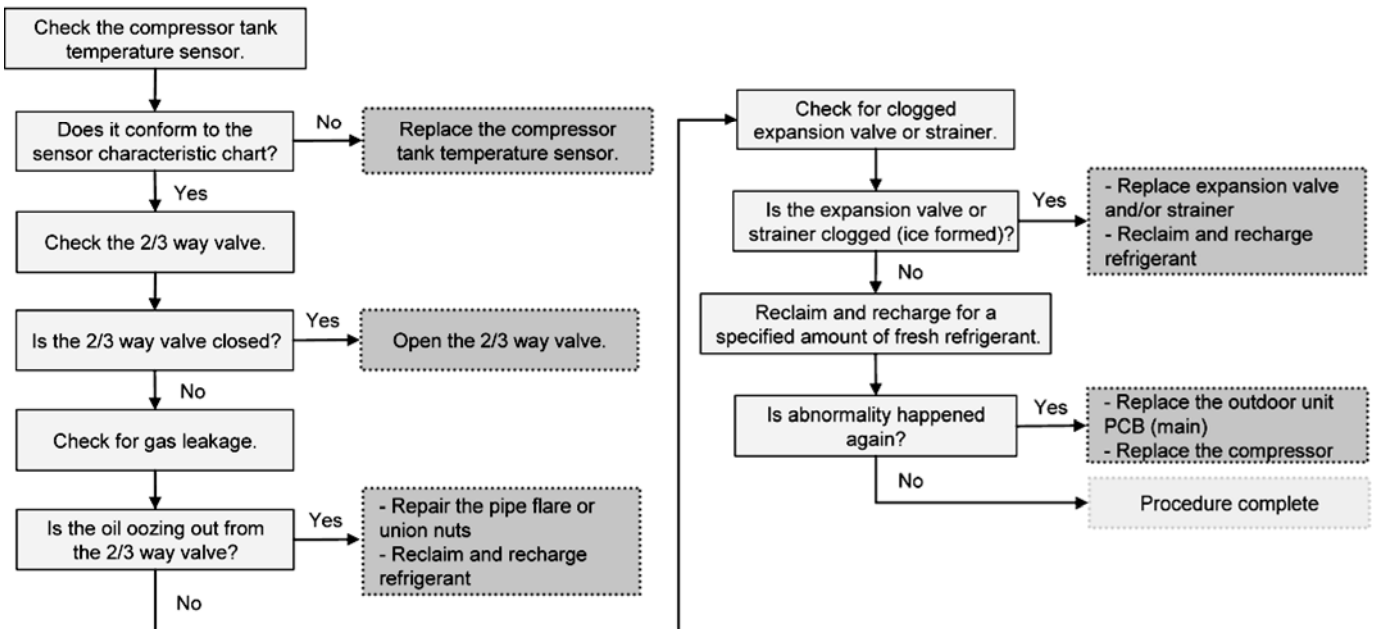 Check the compressor tank
temperature sensor.
Does it conform to the
sensor characteristic chart?
No
Replace the compressor
tank temperature sensor.
Yes
Check the 2/3 way valve.
Is the 2/3 way valve closed?
Yes
Open the 2/3 way valve.
No
Check for gas leakage.
Is the oil oozing out from
the 2/3 way valve?
Yes
- Repair the pipe flare or
union nuts
- Reclaim and recharge
refrigerant
No
Check for clogged
expansion valve or strainer.
Is the expansion valve or
strainer clogged (ice formed)?
Yes
- Replace expansion valve
and/or strainer
- Reclaim and recharge
refrigerant
No
Reclaim and recharge for a
specified amount of fresh refrigerant.
Is abnormality happened
again?
Yes
- Replace the outdoor unit
PCB (main)
- Replace the compressor
No
Procedure complete